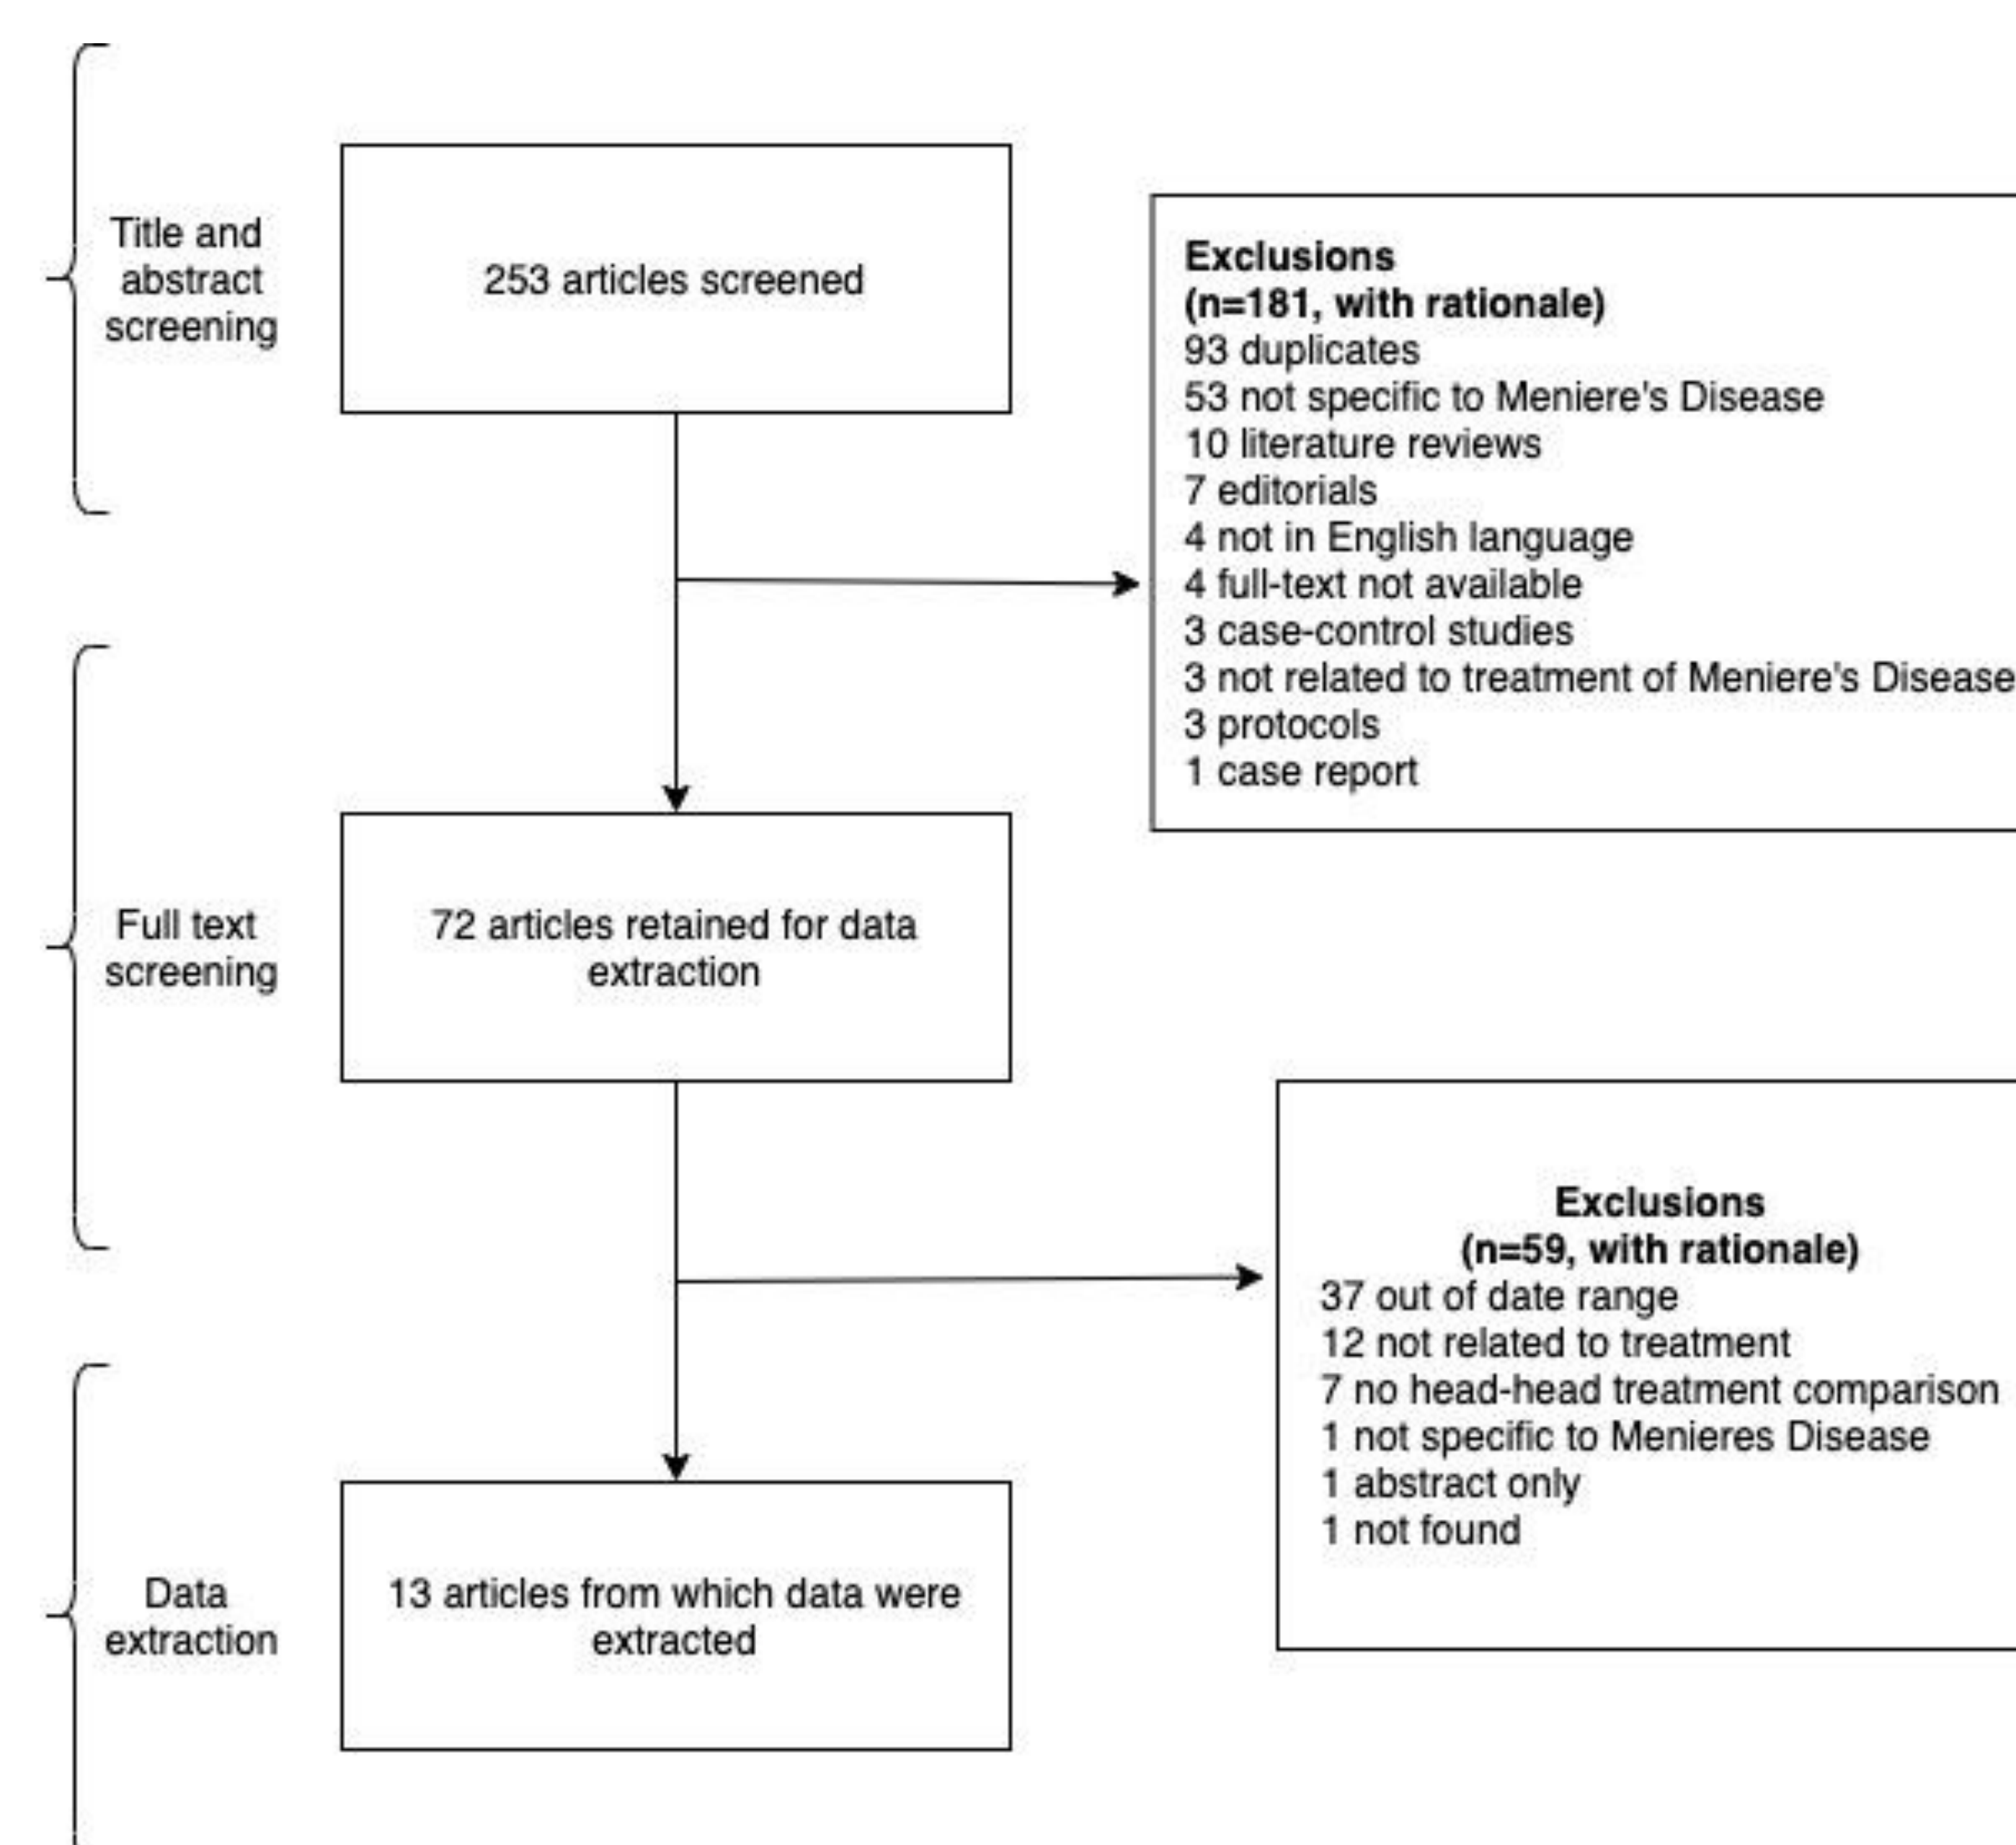 Title and
abstract
screening
253 articles screened
Exclusions
(n=181, with rationale)
93 duplicates
53 not specific to Meniere's Disease
10 literature reviews
7 editorials
4 not in English language
4 full-text not available
3 case-control studies
3 not related to treatment of Meniere's Disease
3 protocols
1 case report
Full text
screening
72 articles retained for data
extraction
Exclusions
(n=59, with rationale)
37 out of date range
12 not related to treatment
7 no head-head treatment comparison
1 not specific to Menieres Disease
1 abstract only
1 not found
Data
extraction
13 articles from which data were
extracted